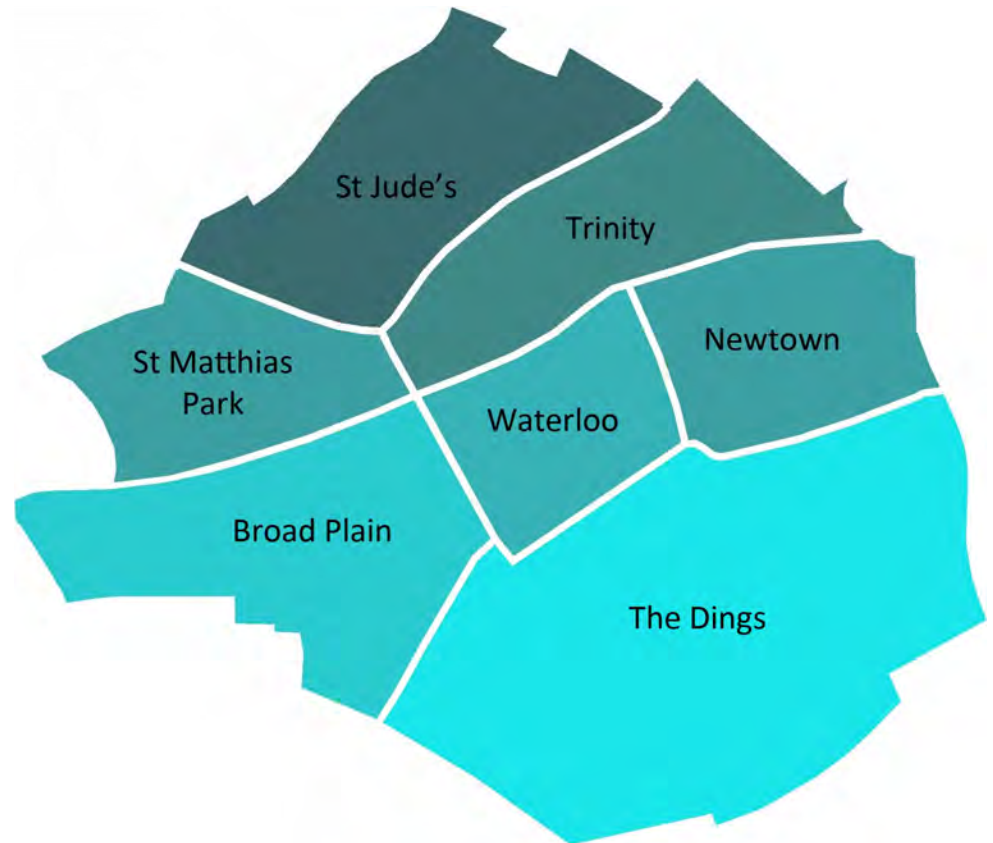 St Jude’s
Trinity
Newtown
St Matthias
Park
Waterloo
Broad Plain
The Dings